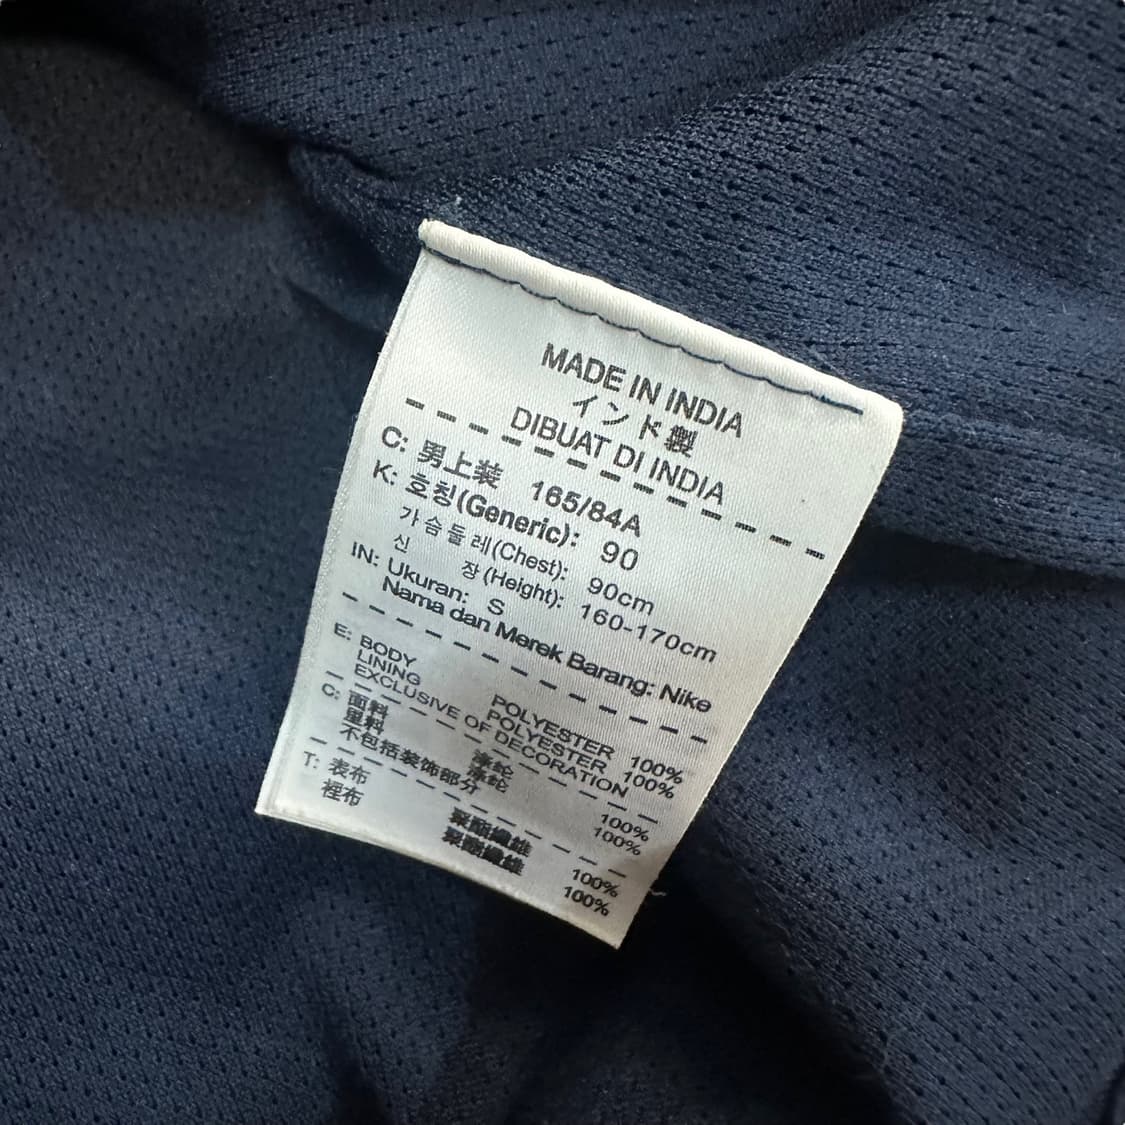 MADE IN INDIA
インド製
DIBUAT DI INDIA
C: 男上装 165/84A
K: 호칭(Generic): 90
가슴둘레(Chest): 90cm
신 장(Height): 160-170cm
IN: Ukuran: S
Nama dan Merek Barang: Nike
E: BODY POLYESTER 100%
LINING POLYESTER 100%
EXCLUSIVE OF DECORATION
C: 面料 涤纶 100%
里料 涤纶 100%
不包括装饰部分
T: 表布 聚酯纖維 100%
裡布 聚酯纖維 100%